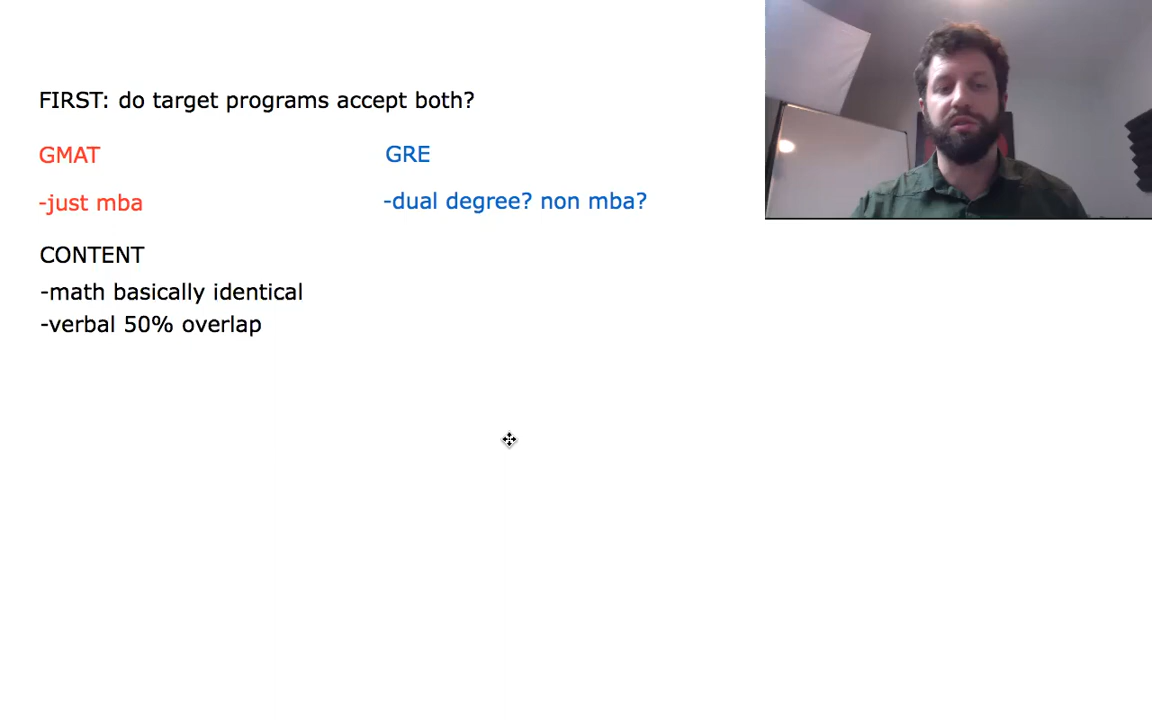 FIRST: do target programs accept both?
GMAT
GRE
-just mba
-dual degree? non mba?
CONTENT
-math basically identical
-verbal 50% overlap